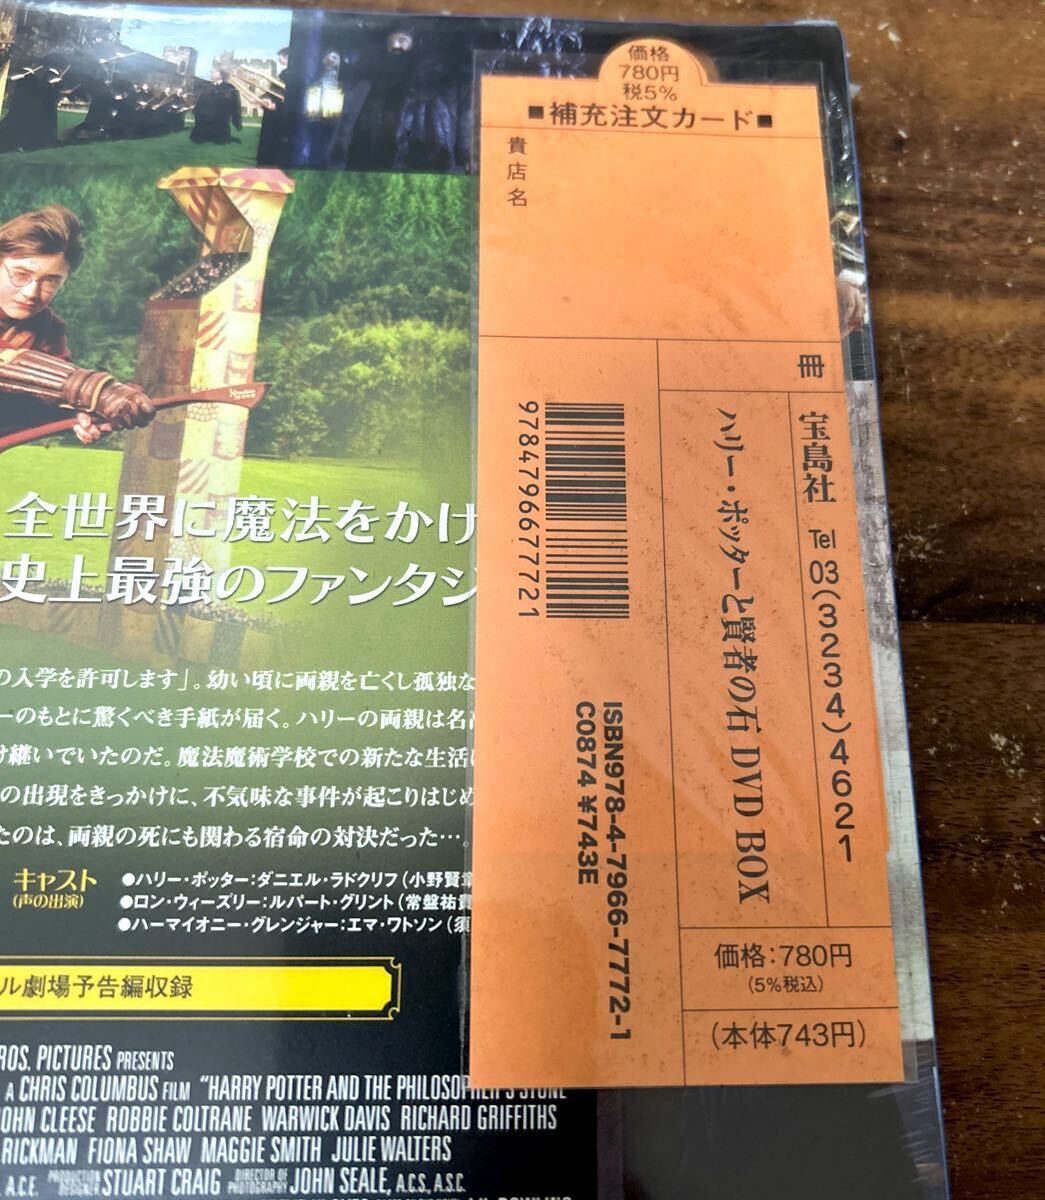 価格
780円
税5%
■補充注文カード■
貴店名
冊
宝島社 Tel 03(3234)4621
ハリー・ポッターと賢者の石 DVD BOX
9784796677721
ISBN978-4-7966-7772-1
C0874 ¥743E
価格:780円
(5%税込)
(本体743円)
全世界に魔法をかけ
史上最強のファンタジ
の入学を許可します」。幼い頃に両親を亡くし孤独な
ーのもとに驚くべき手紙が届く。ハリーの両親は名
け継いでいたのだ。魔法魔術学校での新たな生活
の出現をきっかけに、不気味な事件が起こりはじめ
たのは、両親の死にも関わる宿命の対決だった…。
キャスト
(声の出演)
●ハリー・ポッター:ダニエル・ラドクリフ(小野賢章
●ロン・ウィーズリー:ルパート・グリント(常盤祐貴
●ハーマイオニー・グレンジャー:エマ・ワトソン(須
ル劇場予告編収録
ROS. PICTURES PRESENTS
A CHRIS COLUMBUS FILM "HARRY POTTER AND THE PHILOSOPHER'S STONE
JOHN CLEESE ROBBIE COLTRANE WARWICK DAVIS RICHARD GRIFFITHS
RICKMAN FIONA SHAW MAGGIE SMITH JULIE WALTERS
A.C.E. PRODUCTION DESIGNER STUART CRAIG DIRECTOR OF PHOTOGRAPHY JOHN SEALE, A.C.S., A.S.C.